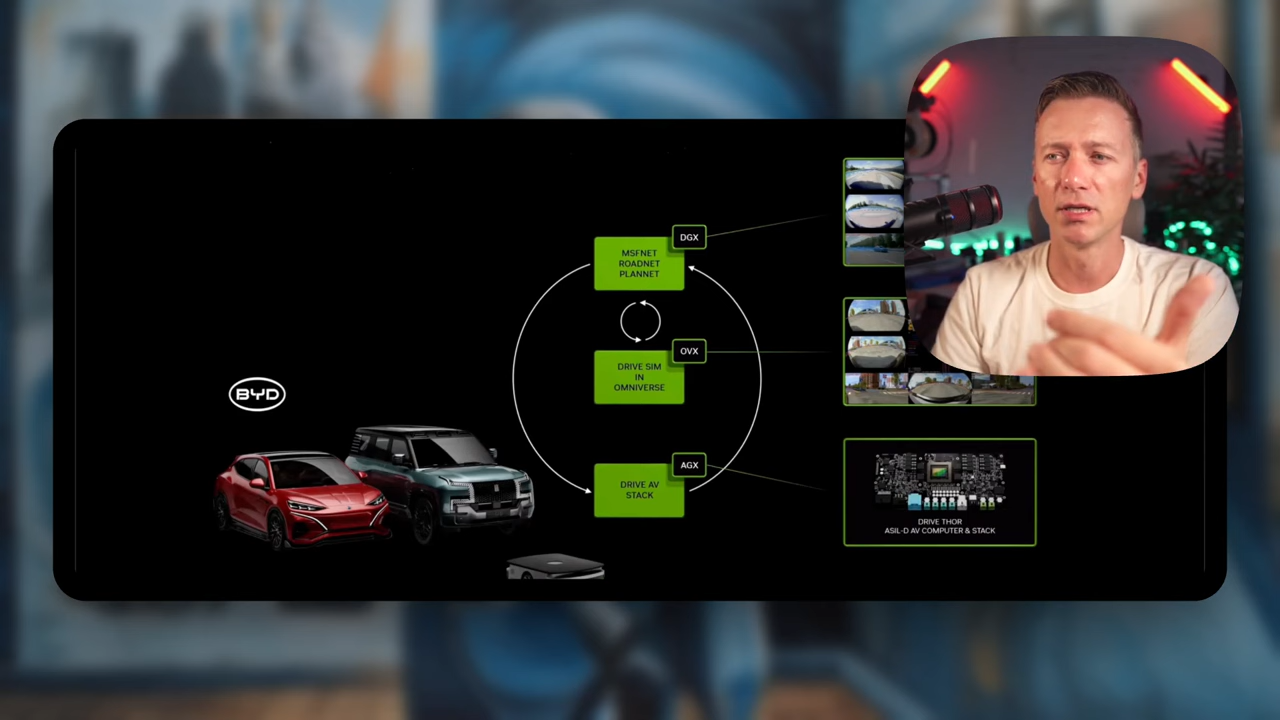 DGX
MSFNET
ROADNET
PLANNET
OVX
DRIVE SIM
IN
OMNIVERSE
BYD
AGX
DRIVE AV
STACK
DRIVE THOR
ASIL-D AV COMPUTER & STACK